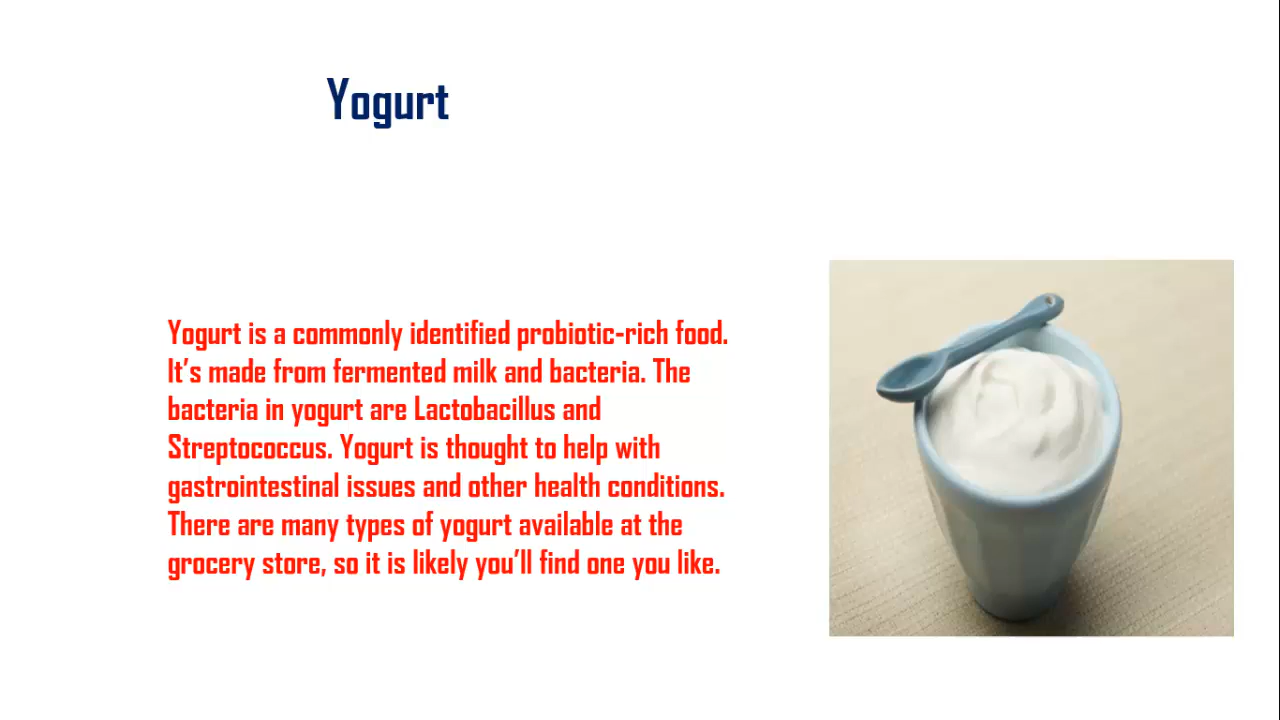 Yogurt
Yogurt is a commonly identified probiotic-rich food.
It’s made from fermented milk and bacteria. The
bacteria in yogurt are Lactobacillus and
Streptococcus. Yogurt is thought to help with
gastrointestinal issues and other health conditions.
There are many types of yogurt available at the
grocery store, so it is likely you’ll find one you like.